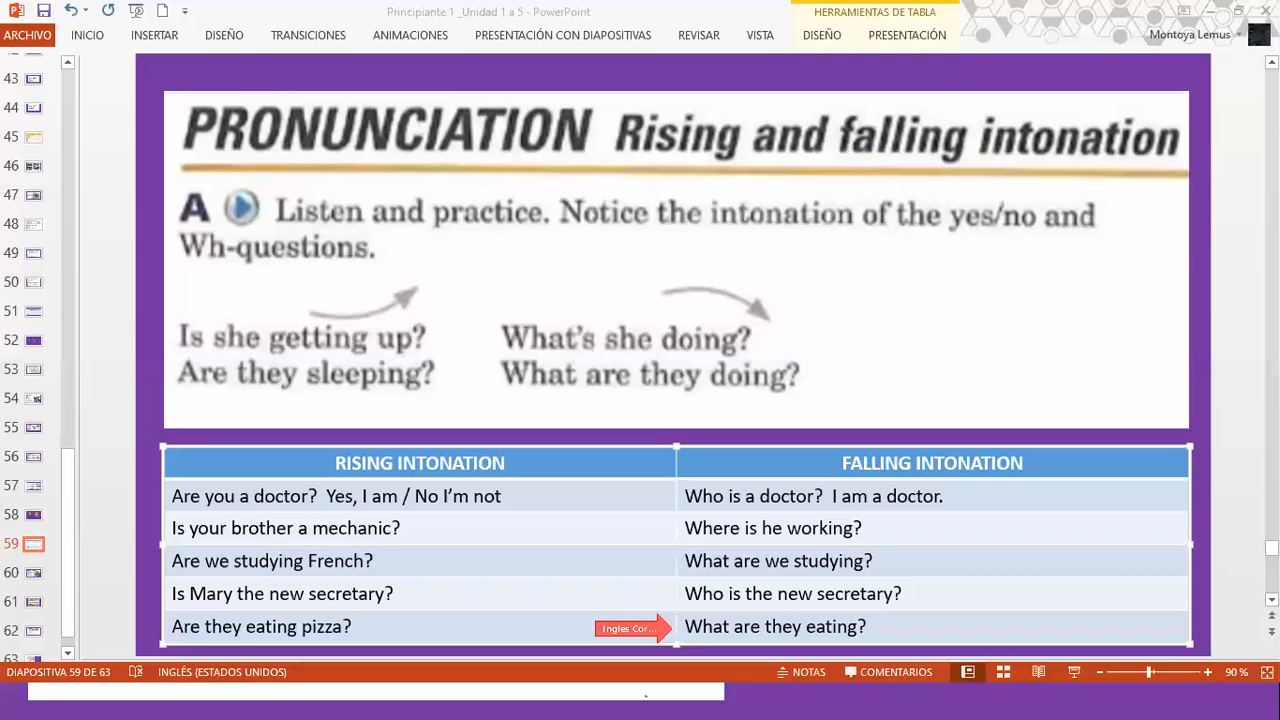 Principiante 1 _Unidad 1 a 5 - PowerPoint
HERRAMIENTAS DE TABLA
ARCHIVO INICIO INSERTAR DISEÑO TRANSICIONES ANIMACIONES PRESENTACIÓN CON DIAPOSITIVAS REVISAR VISTA DISEÑO PRESENTACIÓN Montoya Lemus
43
44
45
46
47
48
49
50
51
52
53
54
55
56
57
58
59
60
61
62
63
PRONUNCIATION Rising and falling intonation
A Listen and practice. Notice the intonation of the yes/no and
Wh-questions.
Is she getting up? What's she doing?
Are they sleeping? What are they doing?
RISING INTONATION FALLING INTONATION
Are you a doctor? Yes, I am / No I'm not Who is a doctor? I am a doctor.
Is your brother a mechanic? Where is he working?
Are we studying French? What are we studying?
Is Mary the new secretary? Who is the new secretary?
Are they eating pizza? Ingles Cor... What are they eating?
DIAPOSITIVA 59 DE 63 INGLÉS (ESTADOS UNIDOS) NOTAS COMENTARIOS 90 %